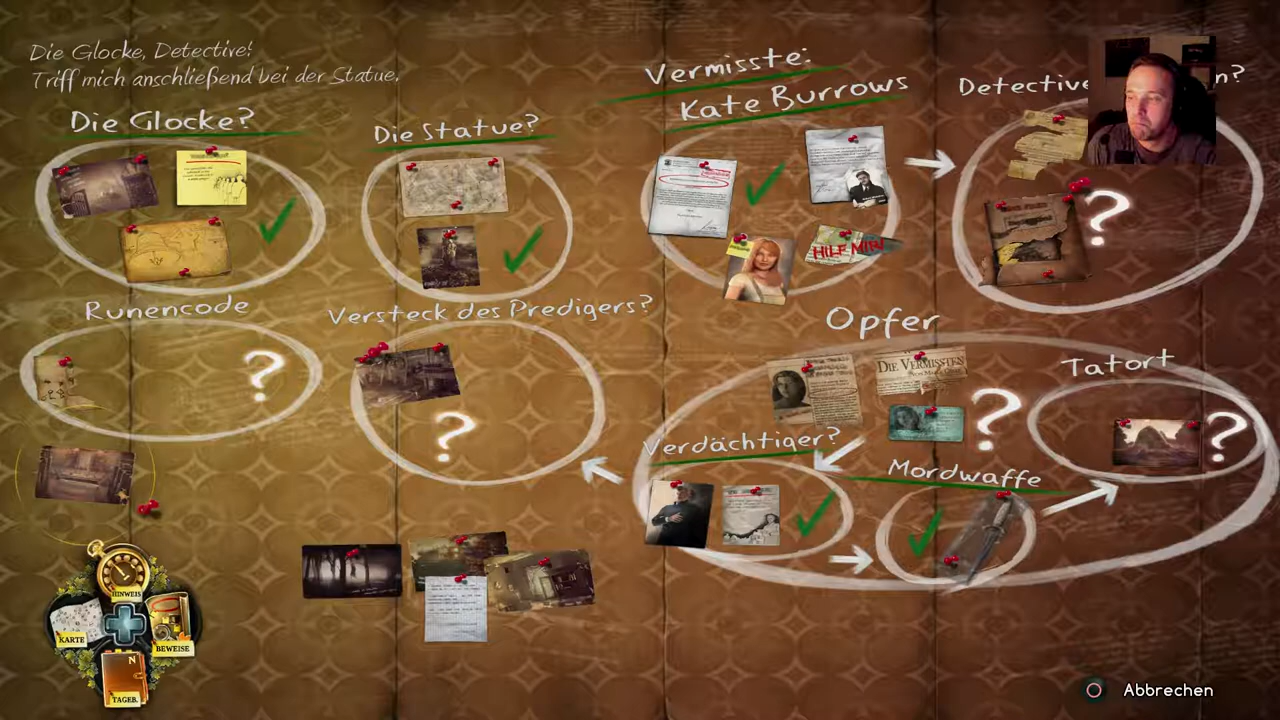 Die Glocke, Detective!
Triff mich anschließend bei der Statue.
Die Glocke?
Die Statue?
Vermisste:
Kate Burrows
Detective
n?
HILF MIR!
Runencode
?
Versteck des Predigers?
?
Opfer
DIE VERMISSTEN
?
Tatort
?
Verdächtiger?
Mordwaffe
?
HINWEIS
KARTE
BEWEISE
N
TAGEB.
Abbrechen